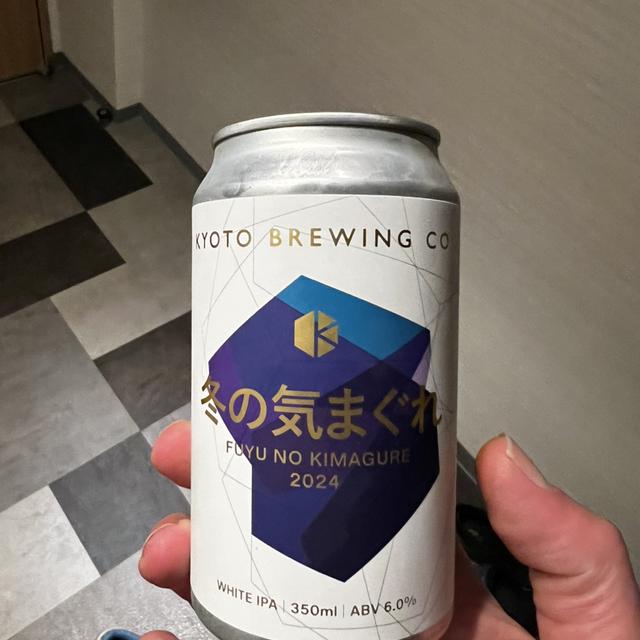 KYOTO BREWING CO
冬の気まぐれ
FUYU NO KIMAGURE
2024
WHITE IPA | 350ml | ABV 6.0%